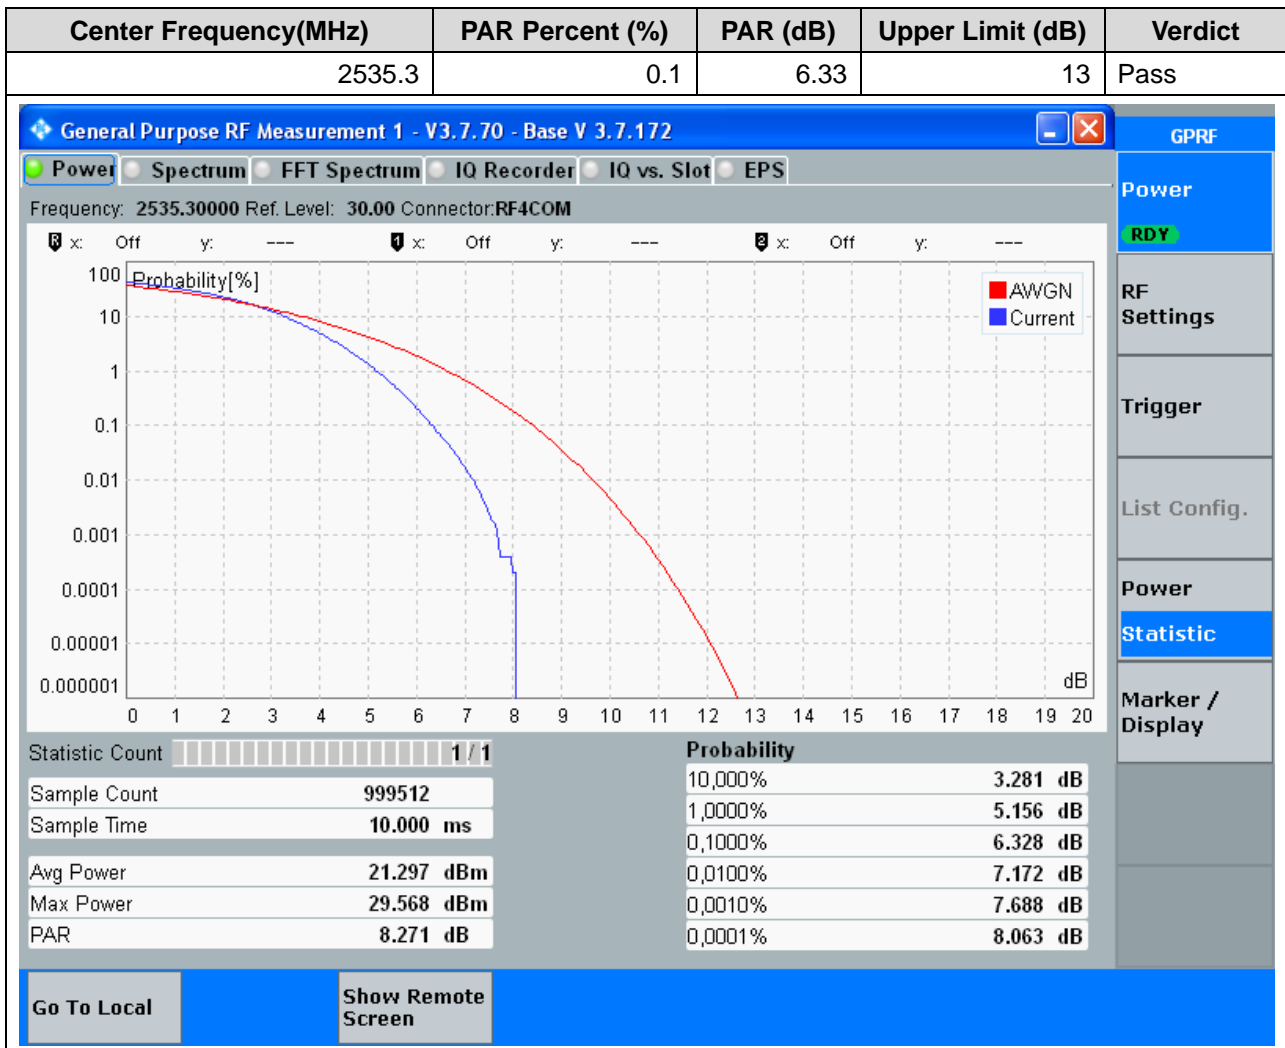 Center Frequency(MHz) PAR Percent (%) PAR (dB) Upper Limit (dB) Verdict
2535.3 0.1 6.33 13 Pass
General Purpose RF Measurement 1 - V3.7.70 - Base V 3.7.172
GPRF
Power Spectrum FFT Spectrum IQ Recorder IQ vs. Slot EPS
Frequency: 2535.30000 Ref. Level: 30.00 Connector:RF4COM
R x: Off y: --- 1 x: Off y: --- 2 x: Off y: ---
Probability[%]
AWGN
Current
100
10
1
0.1
0.01
0.001
0.0001
0.00001
0.000001
dB
0 1 2 3 4 5 6 7 8 9 10 11 12 13 14 15 16 17 18 19 20
Statistic Count 1 / 1
Sample Count 999512
Sample Time 10.000 ms
Avg Power 21.297 dBm
Max Power 29.568 dBm
PAR 8.271 dB
Probability
10,000% 3.281 dB
1,0000% 5.156 dB
0,1000% 6.328 dB
0,0100% 7.172 dB
0,0010% 7.688 dB
0,0001% 8.063 dB
Power
RDY
RF
Settings
Trigger
List Config.
Power
Statistic
Marker /
Display
Go To Local
Show Remote
Screen